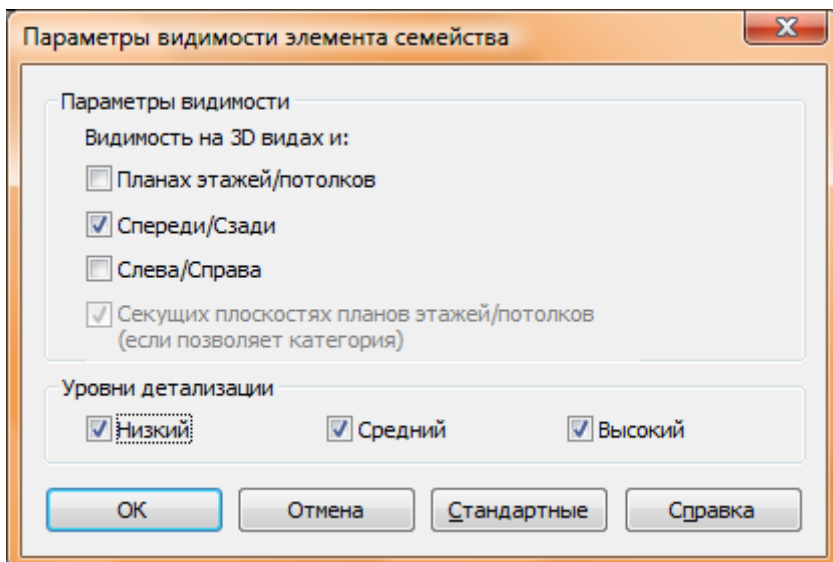 Параметры видимости элемента семейства
Параметры видимости
Видимость на 3D видах и:
Планах этажей/потолков
Спереди/Сзади
Слева/Справа
Секущих плоскостях планов этажей/потолков
(если позволяет категория)
Уровни детализации
Низкий Средний Высокий
ОК Отмена Стандартные Справка